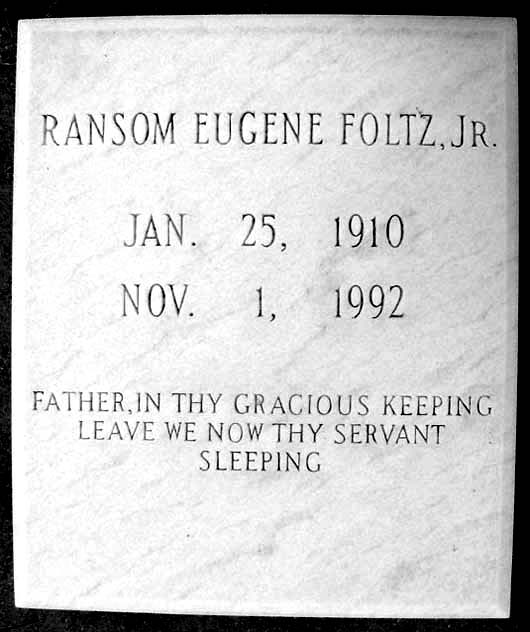 RANSOM EUGENE FOLTZ, JR.
JAN. 25, 1910
NOV. 1, 1992
FATHER, IN THY GRACIOUS KEEPING
LEAVE WE NOW THY SERVANT
SLEEPING